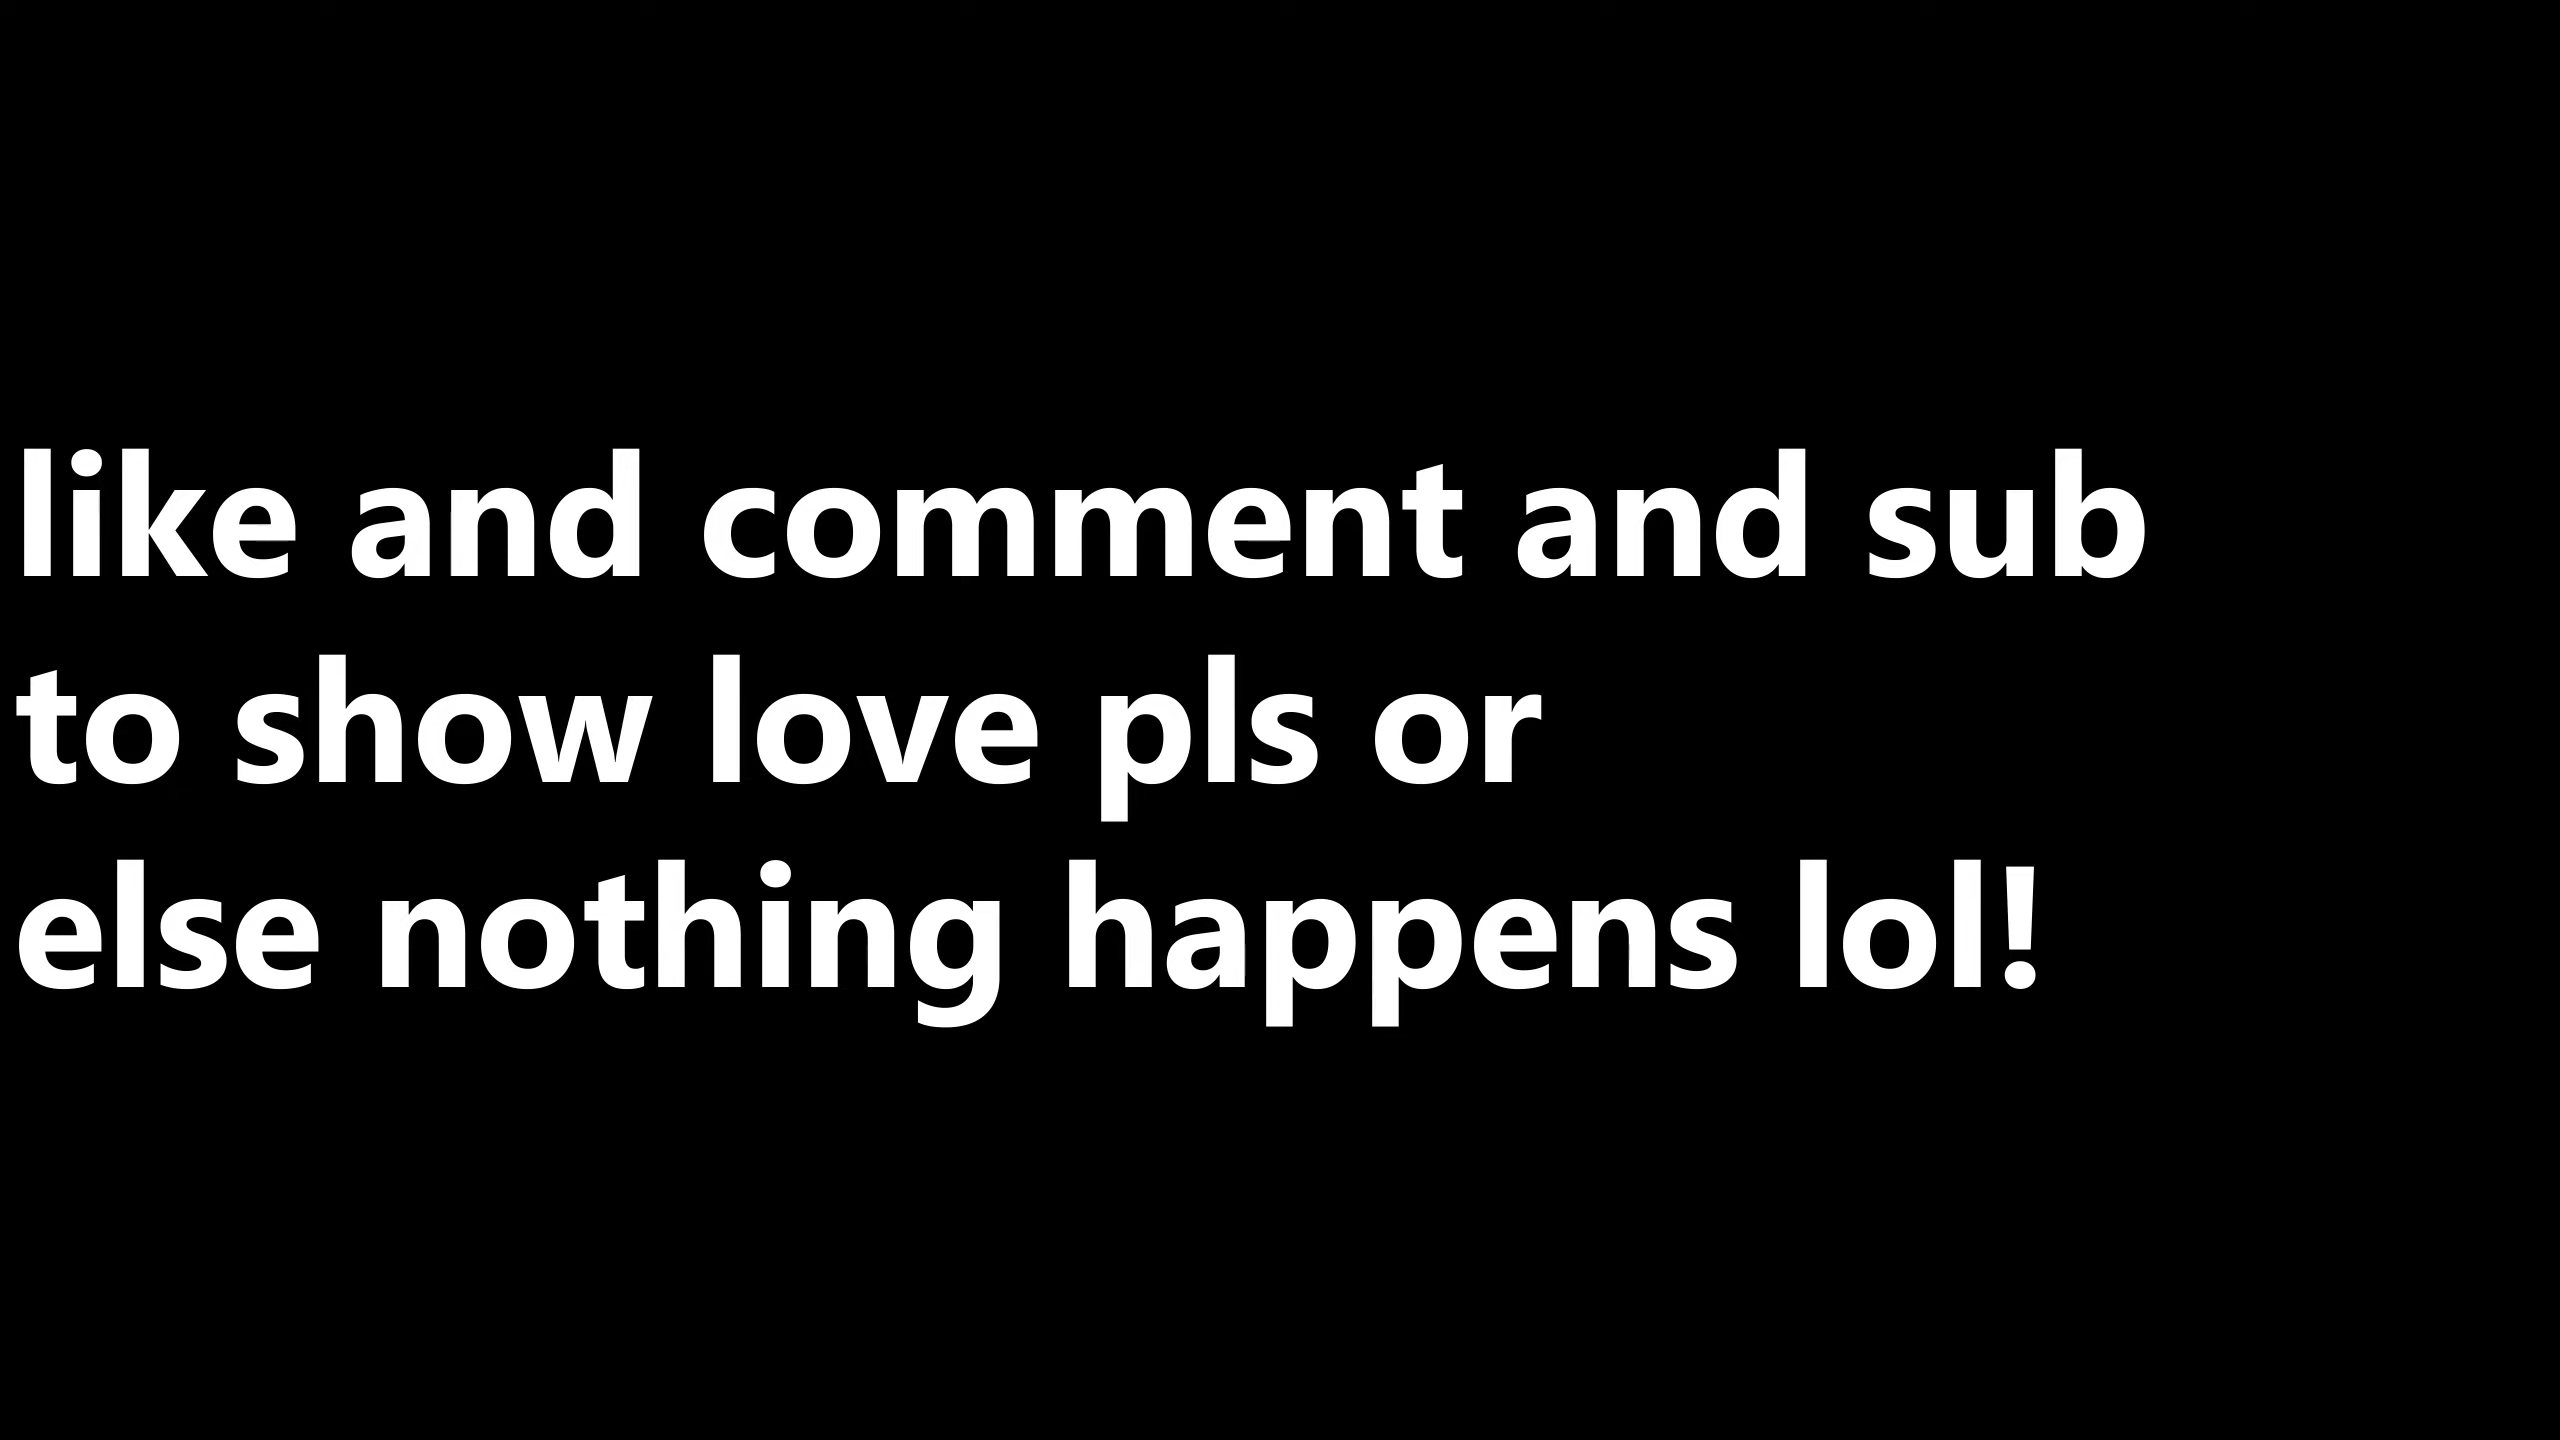 like and comment and sub
to show love pls or
else nothing happens lol!